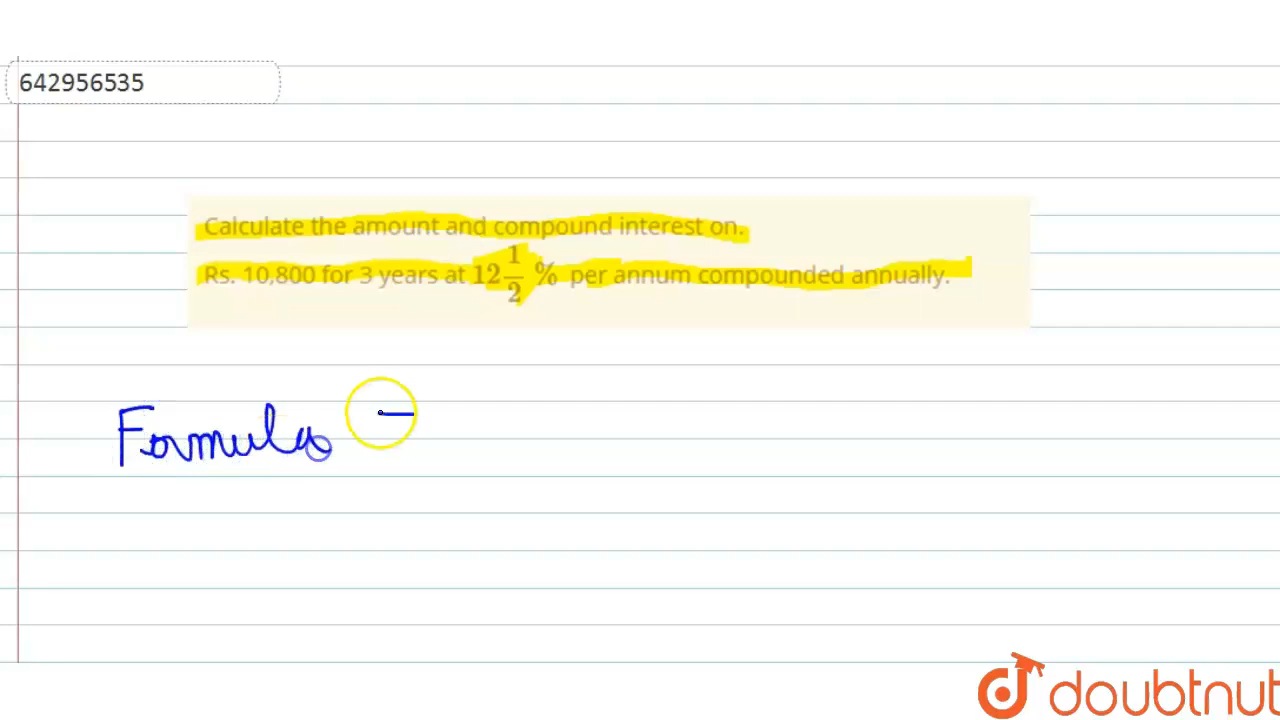 642956535
Calculate the amount and compound interest on.
Rs. 10,800 for 3 years at 12 1/2 % per annum compounded annually.
Formula
doubtnut